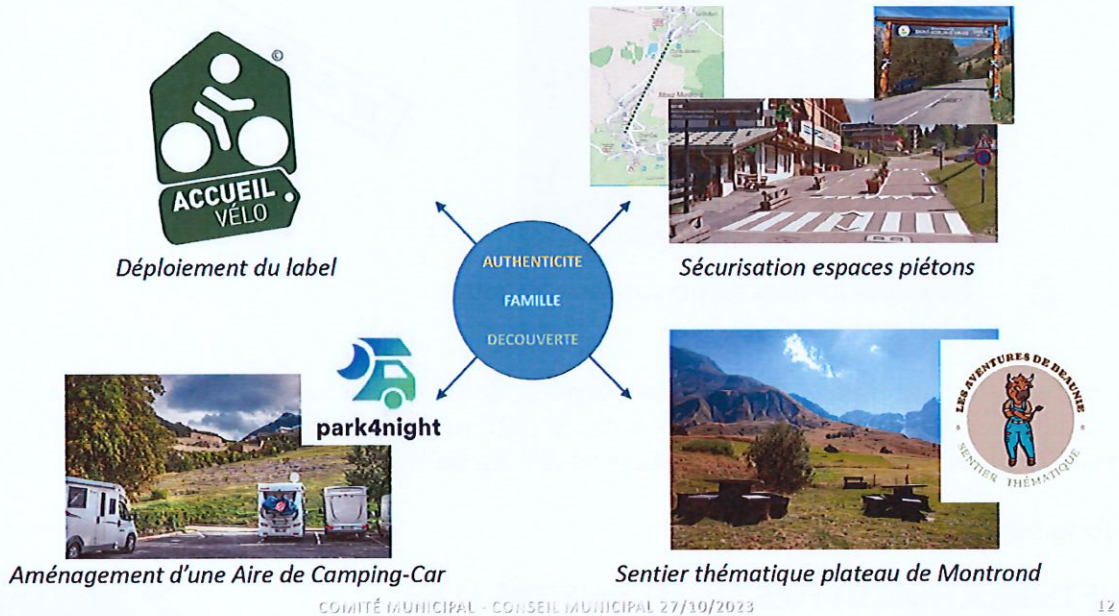 ©
ACCUEIL
VÉLO
Déploiement du label
Sécurisation espaces piétons
AUTHENTICITE
FAMILLE
DECOUVERTE
park4night
Aménagement d'une Aire de Camping-Car
LES AVENTURES DE BEAUNIE
SENTIER THÉMATIQUE
Sentier thématique plateau de Montrond
COMITÉ MUNICIPAL - CONSEIL MUNICIPAL 27/10/2023
12